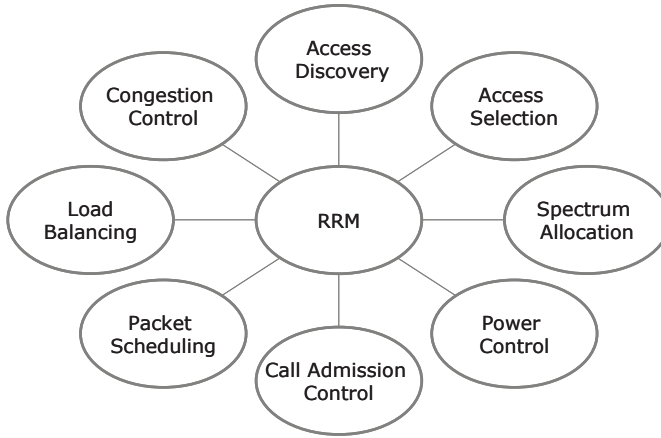 Access
Discovery
Congestion
Control
Access
Selection
Load
Balancing
RRM
Spectrum
Allocation
Packet
Scheduling
Power
Control
Call Admission
Control